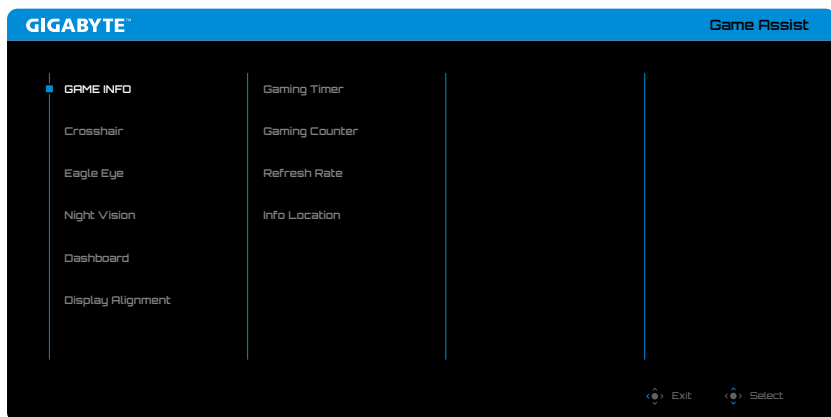 GIGABYTE™
Game Assist
GAME INFO
Crosshair
Eagle Eye
Night Vision
Dashboard
Display Alignment
Gaming Timer
Gaming Counter
Refresh Rate
Info Location
Exit
Select